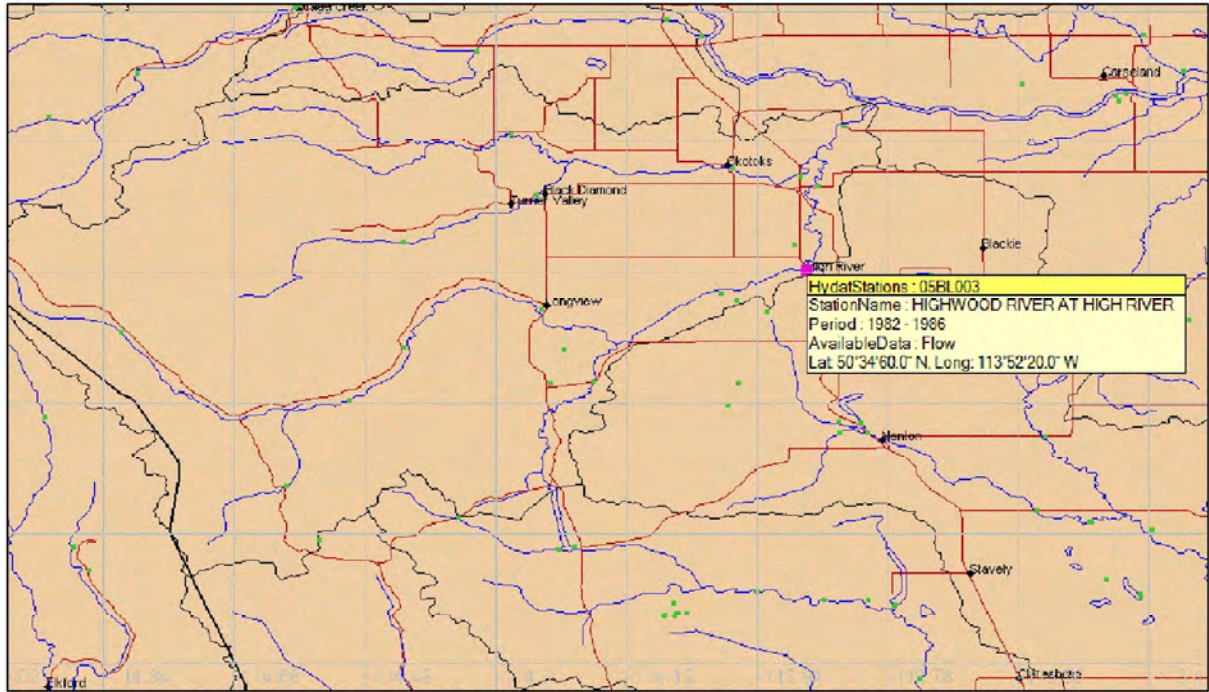 Okotoks
Black Diamond
Turner Valley
Blackie
High River
HydatStations : 05BL003
StationName : HIGHWOOD RIVER AT HIGH RIVER
Period : 1982 - 1986
AvailableData : Flow
Lat: 50°34'60.0" N, Long: 113°52'20.0" W
Longview
Nanton
Stavely
Elkford